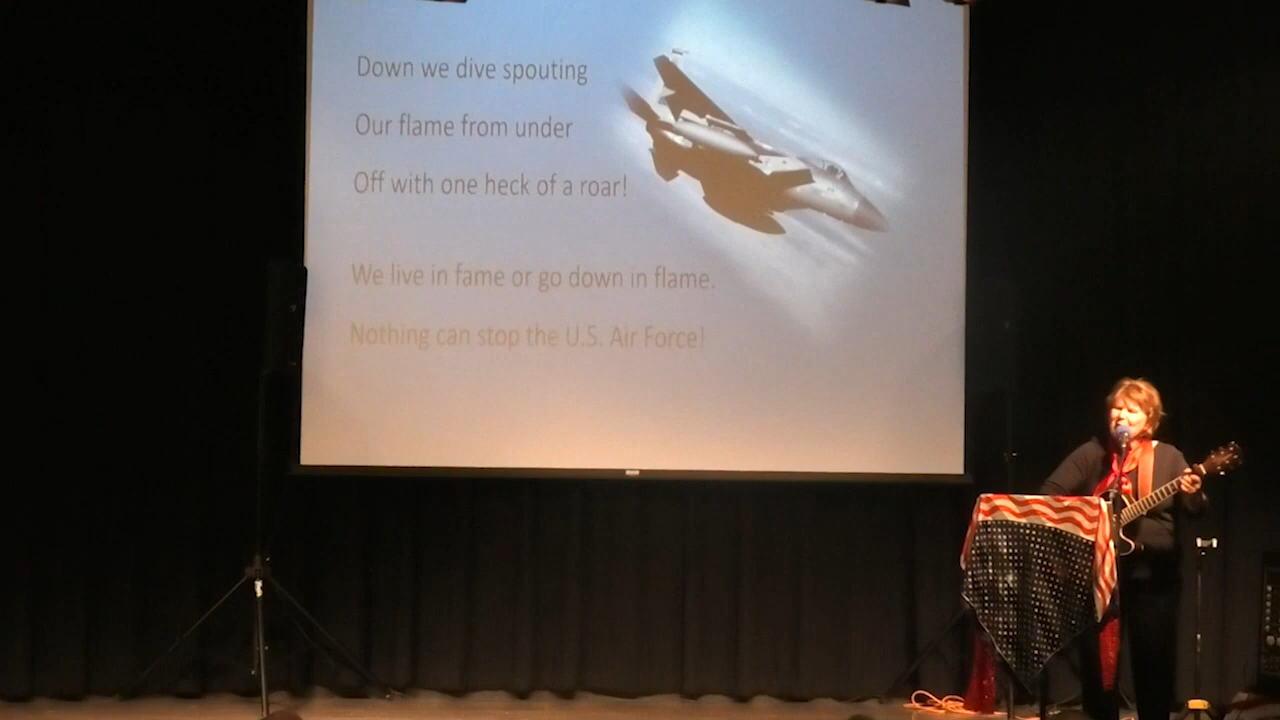 Down we dive spouting
Our flame from under
Off with one heck of a roar!
We live in fame or go down in flame.
Nothing can stop the U.S. Air Force!